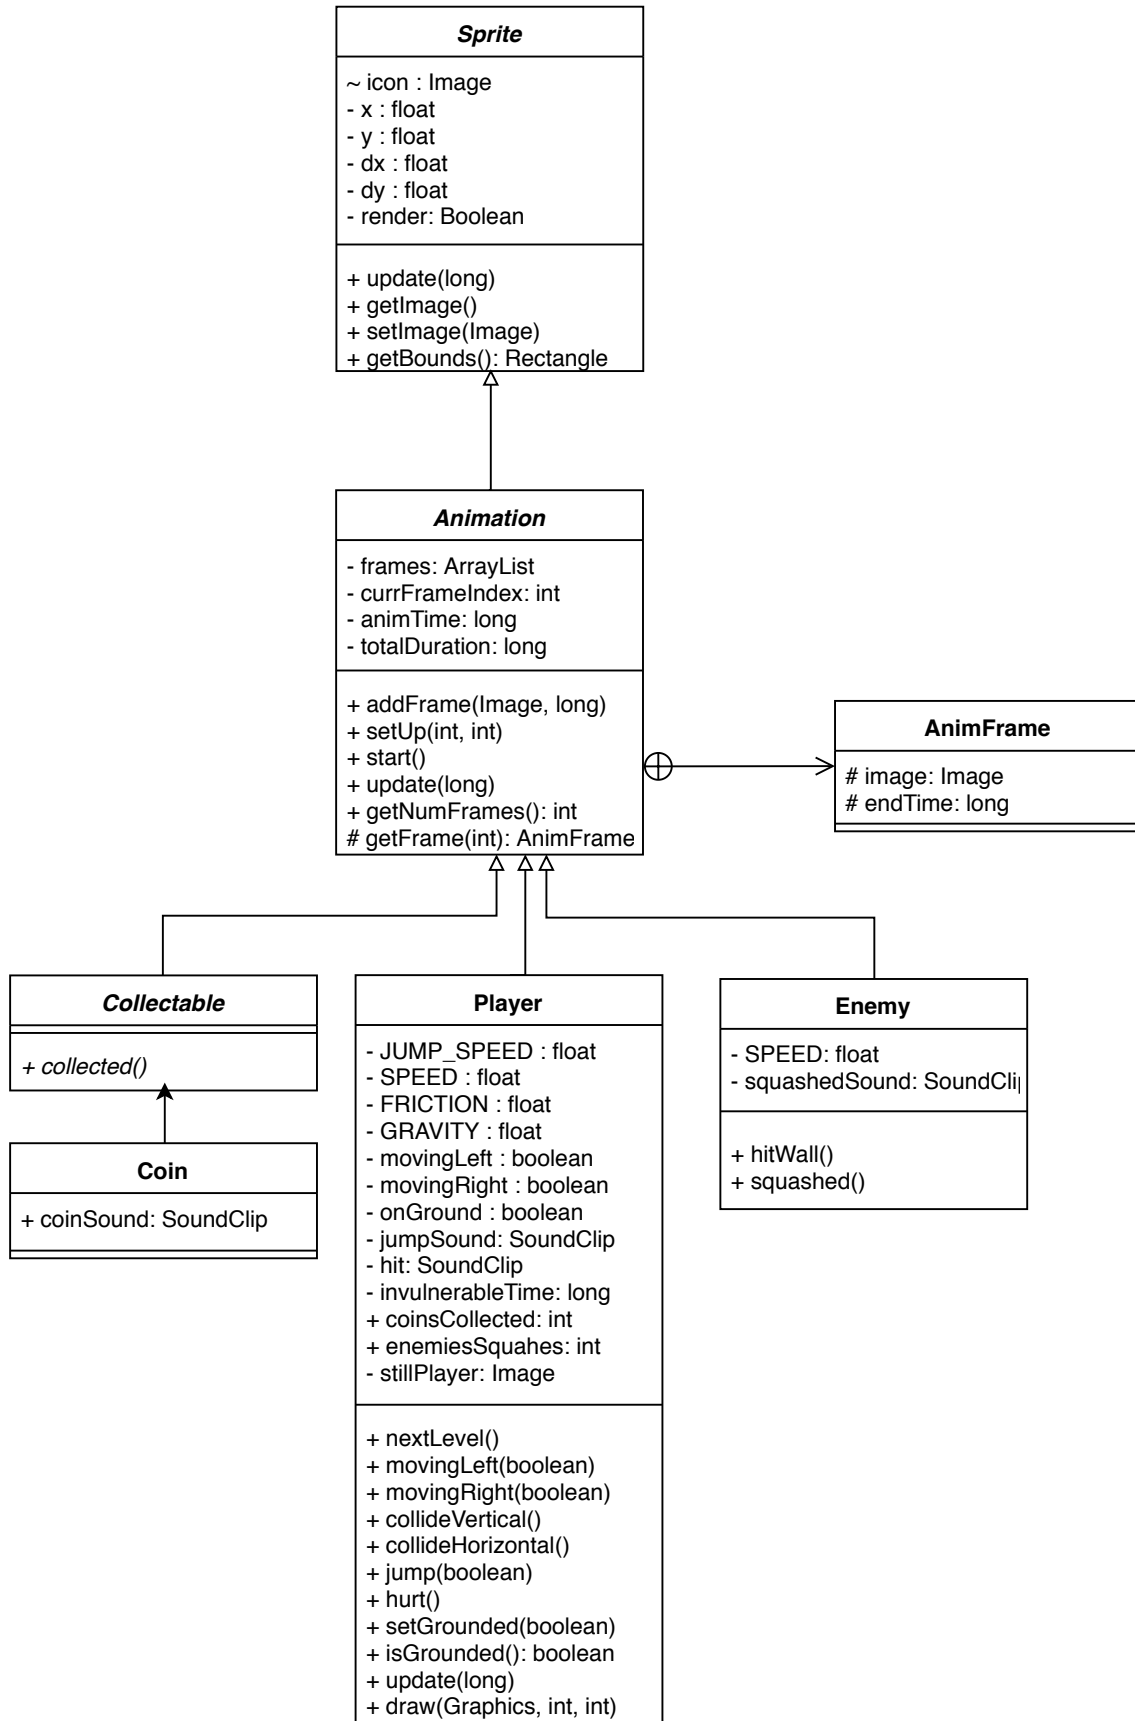 Sprite
~ icon : Image
- x : float
- y : float
- dx : float
- dy : float
- render: Boolean
+ update(long)
+ getImage()
+ setImage(Image)
+ getBounds(): Rectangle
Animation
- frames: ArrayList
- currFrameIndex: int
- animTime: long
- totalDuration: long
+ addFrame(Image, long)
+ setUp(int, int)
+ start()
+ update(long)
+ getNumFrames(): int
# getFrame(int): AnimFrame
AnimFrame
# image: Image
# endTime: long
Collectable
+ collected()
Coin
+ coinSound: SoundClip
Player
- JUMP_SPEED : float
- SPEED : float
- FRICTION : float
- GRAVITY : float
- movingLeft : boolean
- movingRight : boolean
- onGround : boolean
- jumpSound: SoundClip
- hit: SoundClip
- invulnerableTime: long
+ coinsCollected: int
+ enemiesSquahes: int
- stillPlayer: Image
+ nextLevel()
+ movingLeft(boolean)
+ movingRight(boolean)
+ collideVertical()
+ collideHorizontal()
+ jump(boolean)
+ hurt()
+ setGrounded(boolean)
+ isGrounded(): boolean
+ update(long)
+ draw(Graphics, int, int)
Enemy
- SPEED: float
- squashedSound:
+ hitWall()
+ squashed()